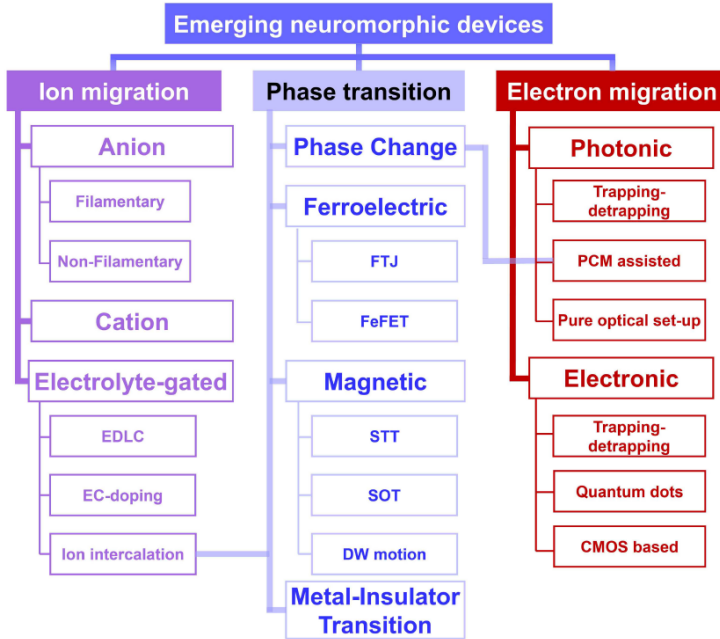 Emerging neuromorphic devices
Ion migration
Anion
Filamentary
Non-Filamentary
Cation
Electrolyte-gated
EDLC
EC-doping
Ion intercalation
Phase transition
Phase Change
Ferroelectric
FTJ
FeFET
Magnetic
STT
SOT
DW motion
Metal-Insulator
Transition
Electron migration
Photonic
Trapping-
detrapping
PCM assisted
Pure optical set-up
Electronic
Trapping-
detrapping
Quantum dots
CMOS based